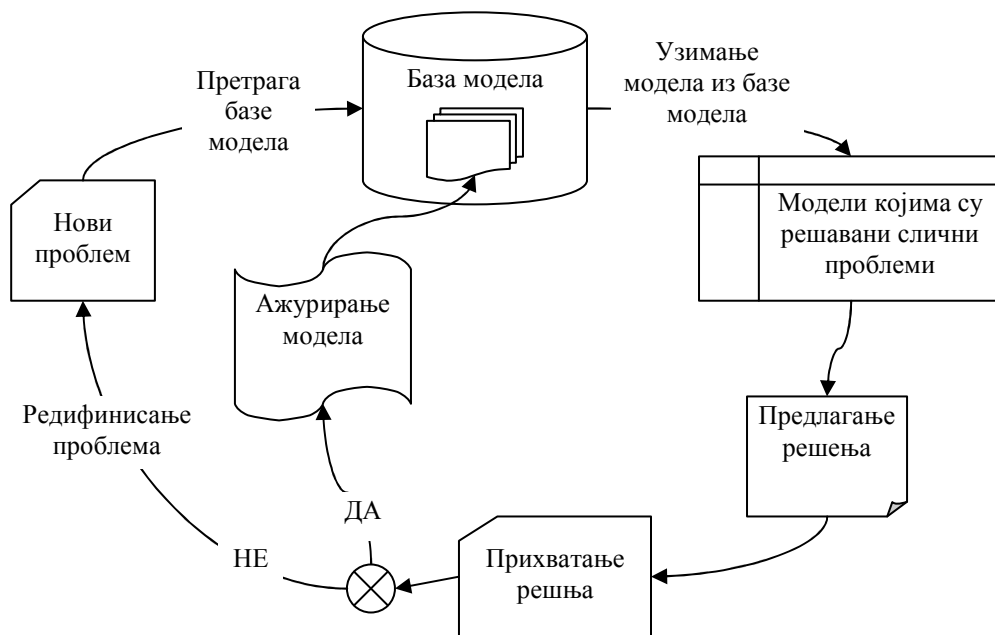 База модела
Претрага
базе
модела
Узимање
модела из базе
модела
Нови
проблем
Модели којима су
решавани слични
проблеми
Ажурирање
модела
Редифинисање
проблема
Предлагање
решења
ДА
НЕ
Прихватање
решња